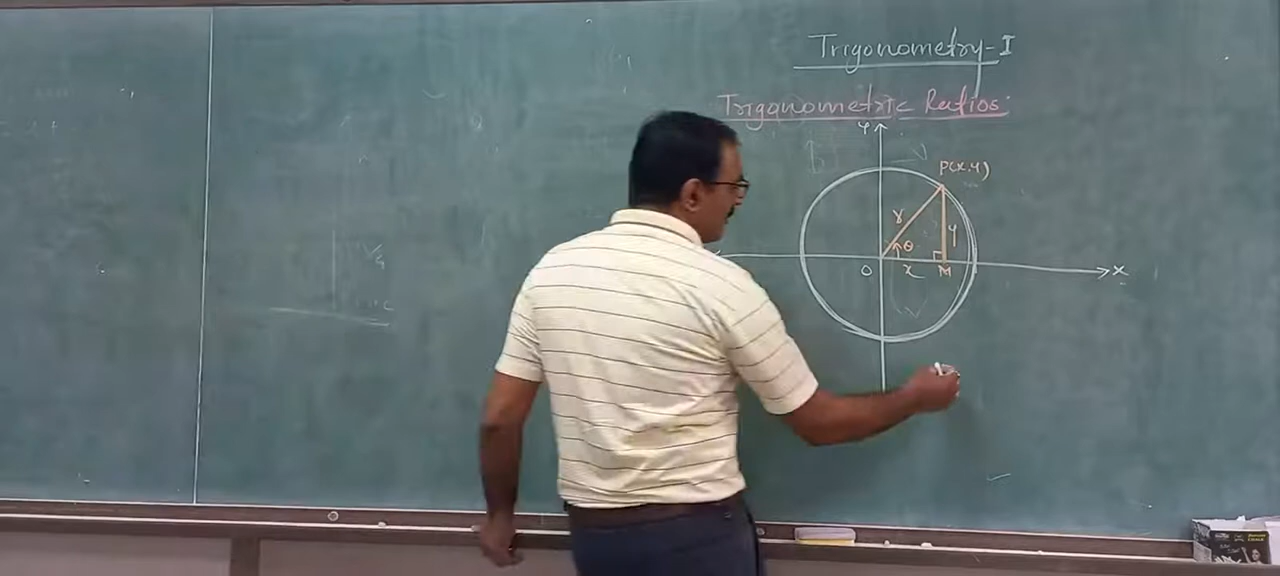 Trigonometry-I
Trigonometric Ratios:
Y
P(x,y)
r
y
θ
O
x
M
X